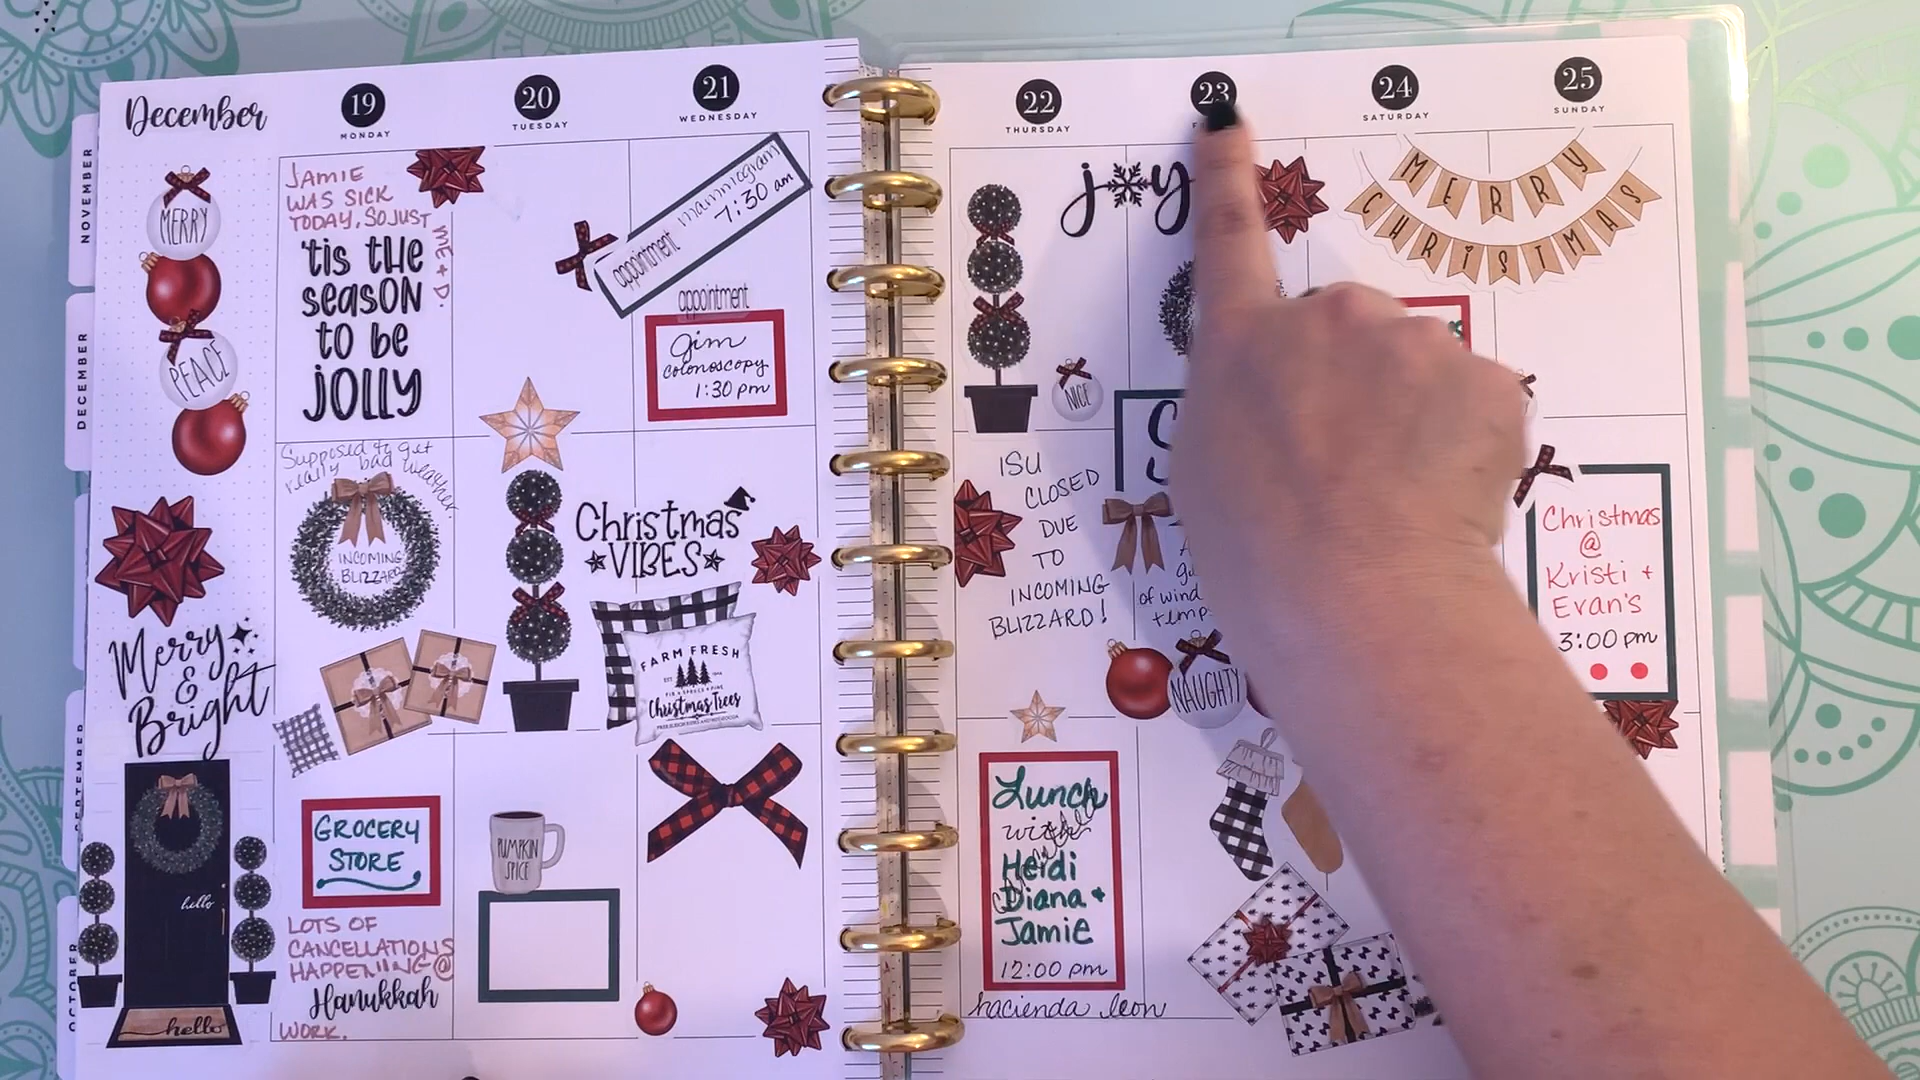 December
19
MONDAY
20
TUESDAY
21
WEDNESDAY
22
THURSDAY
23
24
SATURDAY
25
SUNDAY
NOVEMBER
DECEMBER
OCTOBER
MERRY
PEACE
Merry
&
Bright
hello
hello
JAMIE
WAS SICK
TODAY, SO JUST
ME + D.
'tis tHE
seasON
to be
JOLLY
Supposed to get
really bad weather.
INCOMING
BLIZZARD
GROCERY
STORE
LOTS OF
CANCELLATIONS
HAPPENING @
Hanukkah
WORK.
PUMPKIN
SPICE
appointment mammogram
7:30 am
appointment
Jim
colonoscopy
1:30 pm
Christmas
VIBES
FARM FRESH
Christmas Trees
joy
NICE
ISU
CLOSED
DUE
TO
INCOMING
BLIZZARD!
Lunch
with
Heidi
Diana +
Jamie
12:00 pm
hacienda leon
of wind
temps
NAUGHTY
MERRY
CHRISTMAS
Christmas
@
Kristi +
Evan's
3:00 pm